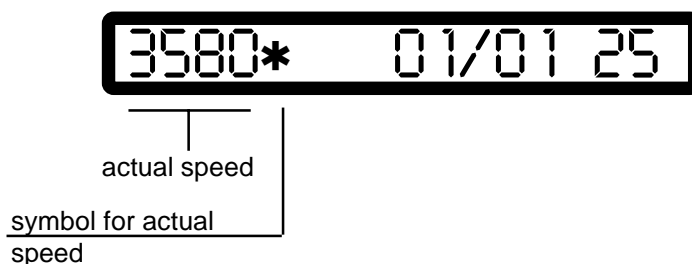 3580* 01/01 25
actual speed
symbol for actual
speed